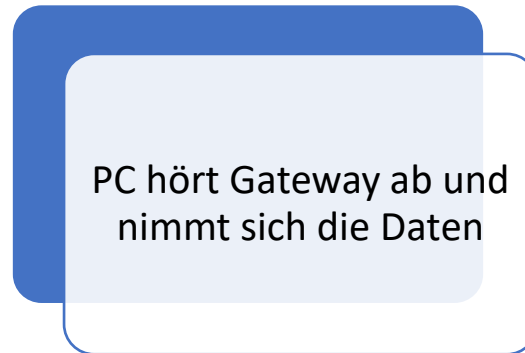 PC hört Gateway ab und
nimmt sich die Daten